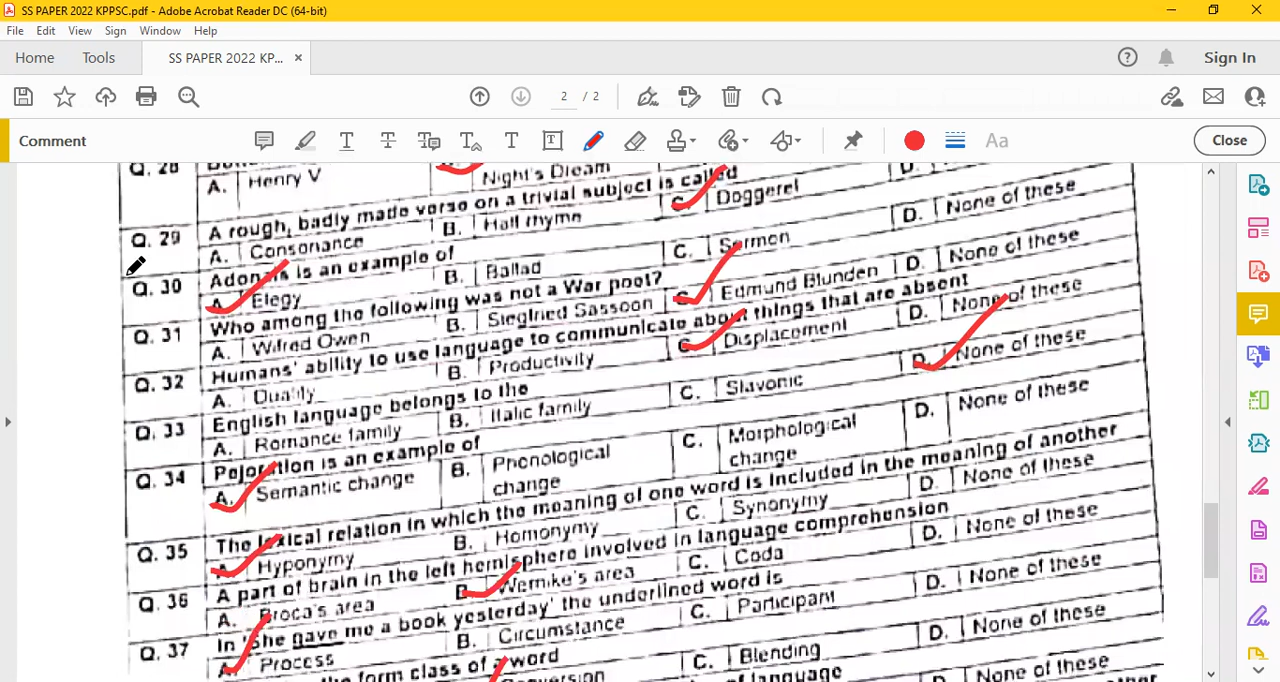 SS PAPER 2022 KPPSC.pdf - Adobe Acrobat Reader DC (64-bit)
File Edit View Sign Window Help
Home Tools SS PAPER 2022 KP... × Sign In
2 / 2
Comment Aa Close
Q. 28
A. Henry V Night's Dream D.
Q. 29 A rough, badly made verse on a trivial subject is called
A. Consonance B. Half rhyme C. Doggerel D. None of these
Q. 30 Adonais is an example of
A. Elegy B. Ballad C. Sermon D. None of these
Q. 31 Who among the following was not a War poet?
A. Wilfred Owen B. Siegfried Sassoon C. Edmund Blunden D. None of these
Q. 32 Humans' ability to use language to communicate about things that are absent
A. Duality B. Productivity C. Displacement D. None of these
Q. 33 English language belongs to the
A. Romance family B. Italic family C. Slavonic D. None of these
Q. 34 Pejoration is an example of
A. Semantic change B. Phonological change C. Morphological change D. None of these
Q. 35 The lexical relation in which the meaning of one word is included in the meaning of another
A. Hyponymy B. Homonymy C. Synonymy D. None of these
Q. 36 A part of brain in the left hemisphere involved in language comprehension
A. Broca's area B. Wernike's area C. Coda D. None of these
Q. 37 In 'She gave me a book yesterday' the underlined word is
A. Process B. Circumstance C. Participant D. None of these
the form class of a word
C. Blending D. None of these
of language